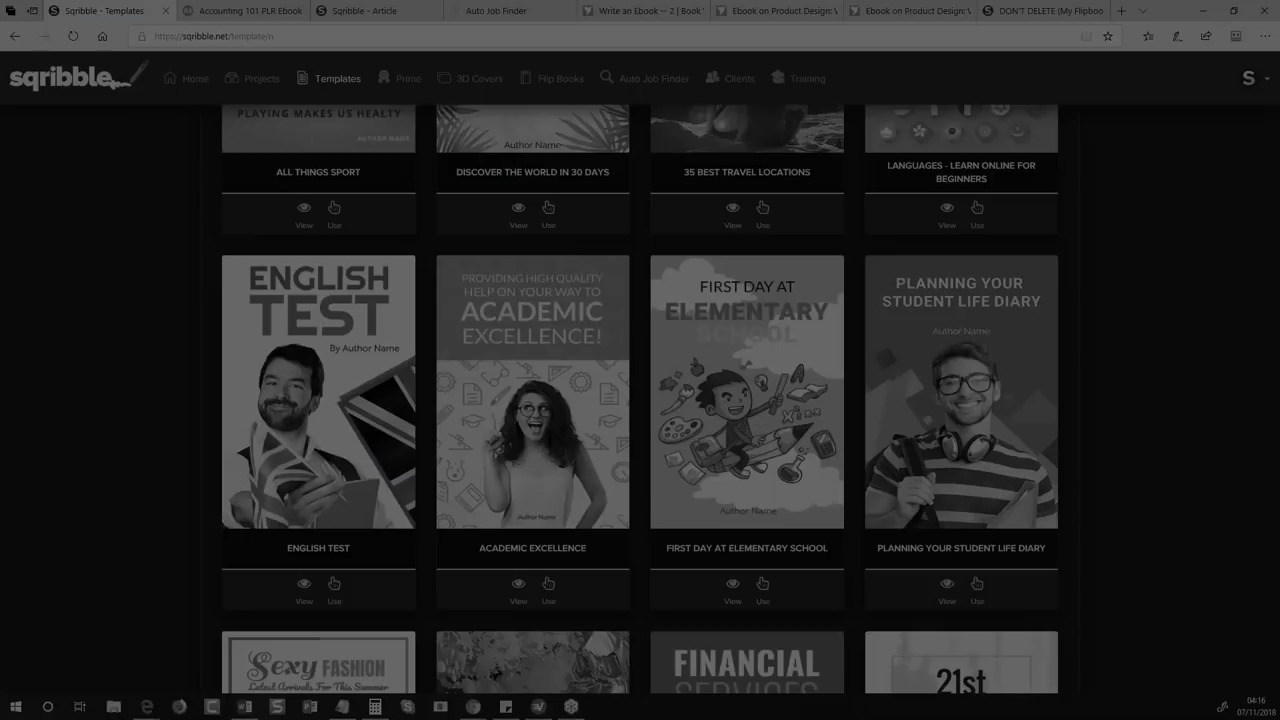 Sqribble - Templates
Accounting 101 PLR Ebook
Sqribble - Article
Auto Job Finder
Write an Ebook -- 2 | Book
Ebook on Product Design: V
Ebook on Product Design: V
DON'T DELETE (My Flipboo
https://sqribble.net/template/n
sqribble
Home
Projects
Templates
Prime
3D Covers
Flip Books
Auto Job Finder
Clients
Training
S
PLAYING MAKES US HEALTY
AUTHOR NAME
Author Name
ALL THINGS SPORT
DISCOVER THE WORLD IN 30 DAYS
35 BEST TRAVEL LOCATIONS
LANGUAGES - LEARN ONLINE FOR
BEGINNERS
View Use
View Use
View Use
View Use
ENGLISH
TEST
By Author Name
PROVIDING HIGH QUALITY
HELP ON YOUR WAY TO
ACADEMIC
EXCELLENCE!
Author Name
FIRST DAY AT
ELEMENTARY
SCHOOL
Author Name
PLANNING YOUR
STUDENT LIFE DIARY
Author Name
ENGLISH TEST
ACADEMIC EXCELLENCE
FIRST DAY AT ELEMENTARY SCHOOL
PLANNING YOUR STUDENT LIFE DIARY
View Use
View Use
View Use
View Use
Sexy FASHION
Latest Arrivals For This Summer
FINANCIAL
SERVICES
21st
04:16
07/11/2018